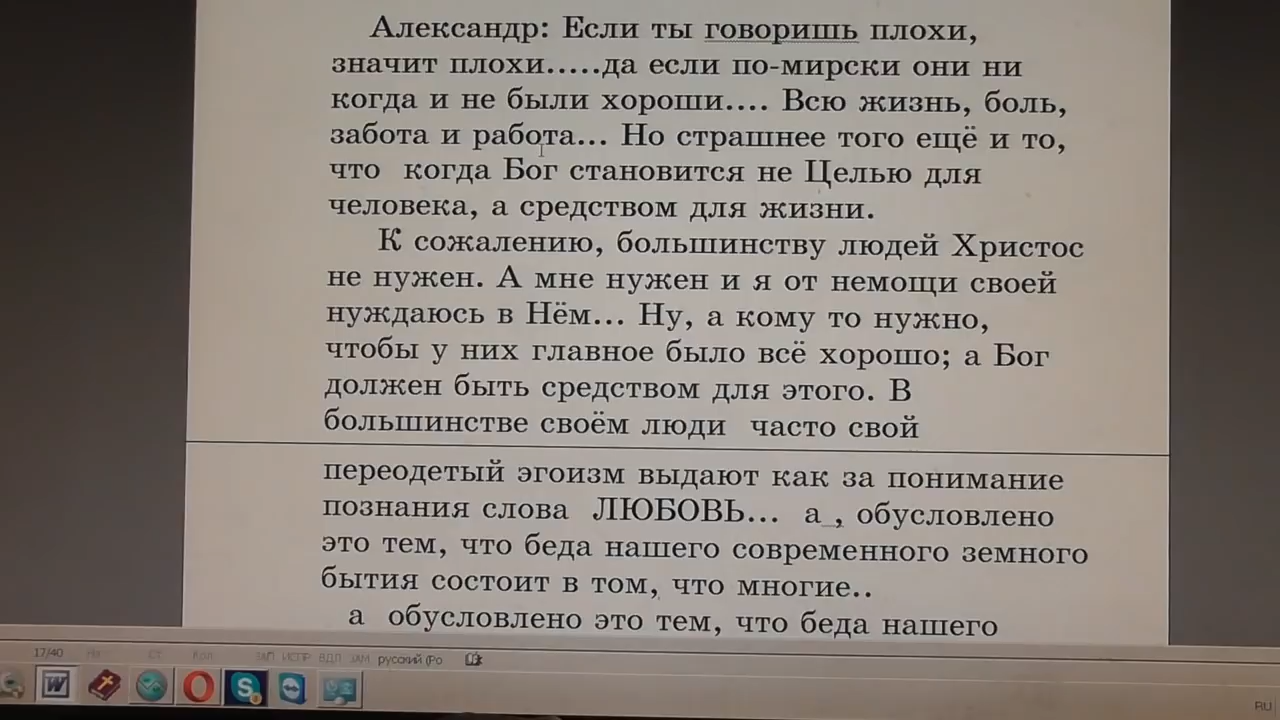 Александр: Если ты говоришь плохи,
значит плохи.....да если по-мирски они ни
когда и не были хороши.... Всю жизнь, боль,
забота и работа... Но страшнее того ещё и то,
что когда Бог становится не Целью для
человека, а средством для жизни.
К сожалению, большинству людей Христос
не нужен. А мне нужен и я от немощи своей
нуждаюсь в Нём... Ну, а кому то нужно,
чтобы у них главное было всё хорошо; а Бог
должен быть средством для этого. В
большинстве своём люди часто свой
переодетый эгоизм выдают как за понимание
познания слова ЛЮБОВЬ... а , обусловлено
это тем, что беда нашего современного земного
бытия состоит в том, что многие..
а обусловлено это тем, что беда нашего
17/40 ЗАП ИСПР ВДЛ ЗАМ русский (Ро
RU